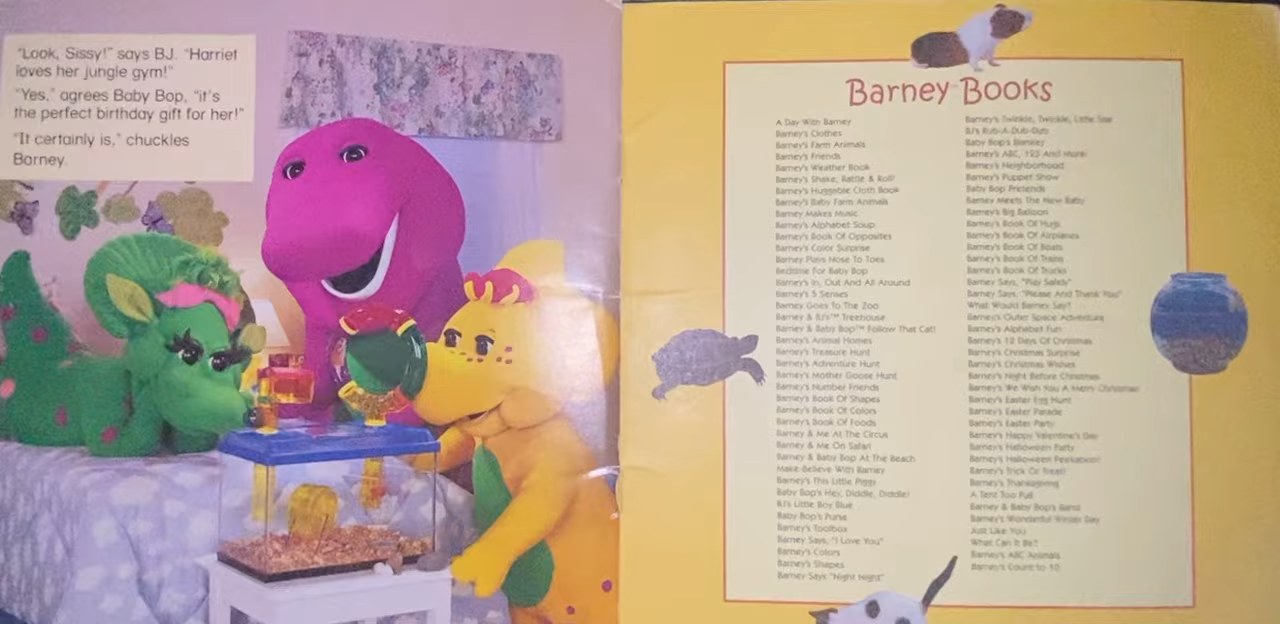 "Look, Sissy!" says BJ. "Harriet
loves her jungle gym!"
"Yes," agrees Baby Bop, "it's
the perfect birthday gift for her!"
"It certainly is," chuckles
Barney.
Barney Books
A Day With Barney
Barney's Clothes
Barney's Farm Animals
Barney's Friends
Barney's Weather Book
Barney's Shake, Rattle & Roll!
Barney's Huggable Cloth Book
Barney's Baby Farm Animals
Barney Makes Music
Barney's Alphabet Soup
Barney's Book Of Opposites
Barney's Color Surprise
Barney Plays Nose To Toes
Bedtime For Baby Bop
Barney's In, Out And All Around
Barney's 5 Senses
Barney Goes To The Zoo
Barney & BJ's™ Treehouse
Barney & Baby Bop™ Follow That Cat!
Barney's Animal Homes
Barney's Treasure Hunt
Barney's Adventure Hunt
Barney's Mother Goose Hunt
Barney's Number Friends
Barney's Book Of Shapes
Barney's Book Of Colors
Barney's Book Of Foods
Barney & Me At The Circus
Barney & Me On Safari
Barney & Baby Bop At The Beach
Make-Believe With Barney
Barney's This Little Piggy
Baby Bop's Hey, Diddle, Diddle!
BJ's Little Boy Blue
Baby Bop's Purse
Barney's Toolbox
Barney Says, "I Love You"
Barney's Colors
Barney's Shapes
Barney Says "Night Night"
Barney's Twinkle, Twinkle, Little Star
BJ's Rub-A-Dub-Dub
Baby Bop's Blankey
Barney's ABC, 123 And More!
Barney's Neighborhood
Barney's Puppet Show
Baby Bop Pretends
Barney Meets The New Baby
Barney's Big Balloon
Barney's Book Of Hugs
Barney's Book Of Airplanes
Barney's Book Of Boats
Barney's Book Of Trains
Barney's Book Of Trucks
Barney Says, "Play Safely"
Barney Says, "Please And Thank You"
What Would Barney Say?
Barney's Outer Space Adventure
Barney's Alphabet Fun
Barney's 12 Days Of Christmas
Barney's Christmas Surprise
Barney's Christmas Wishes
Barney's Night Before Christmas
Barney's We Wish You A Merry Christmas
Barney's Easter Egg Hunt
Barney's Easter Parade
Barney's Easter Party
Barney's Happy Valentine's Day
Barney's Halloween Party
Barney's Halloween Peekaboo!
Barney's Trick Or Treat!
Barney's Thanksgiving
A Tent Too Full
Barney & Baby Bop's Band
Barney's Wonderful Winter Day
Just Like You
What Can It Be?
Barney's ABC Animals
Barney's Count to 10